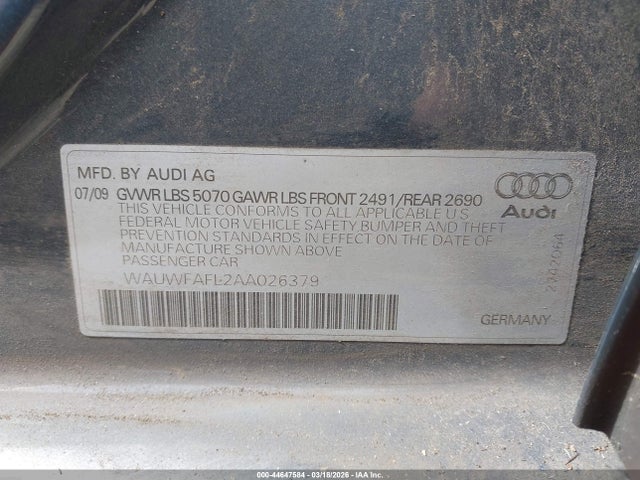 MFD. BY AUDI AG
07/09 GVWR LBS 5070 GAWR LBS FRONT 2491/REAR 2690
THIS VEHICLE CONFORMS TO ALL APPLICABLE U S
FEDERAL MOTOR VEHICLE SAFETY BUMPER AND THEFT
PREVENTION STANDARDS IN EFFECT ON THE DATE OF
MANUFACTURE SHOWN ABOVE
PASSENGER CAR
WAUWFAFL2AA026379
Audi
GERMANY
000-44647584 | 03/18/2026 - IAA Inc.